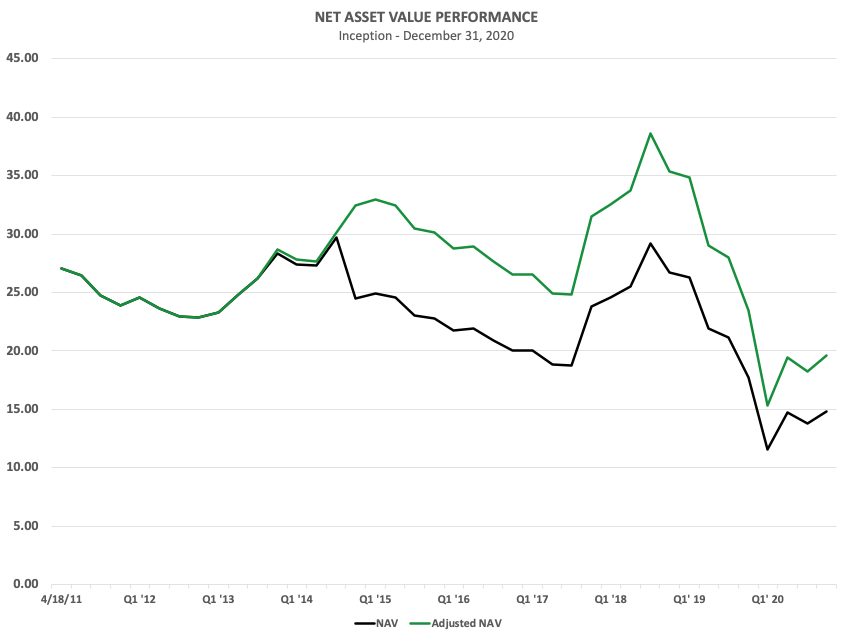 NET ASSET VALUE PERFORMANCE
Inception - December 31, 2020
45.00
40.00
35.00
30.00
25.00
20.00
15.00
10.00
5.00
0.00
4/18/11 Q1 '12 Q1 '13 Q1 '14 Q1 '15 Q1 '16 Q1 '17 Q1 '18 Q1' 19 Q1' 20
NAV Adjusted NAV